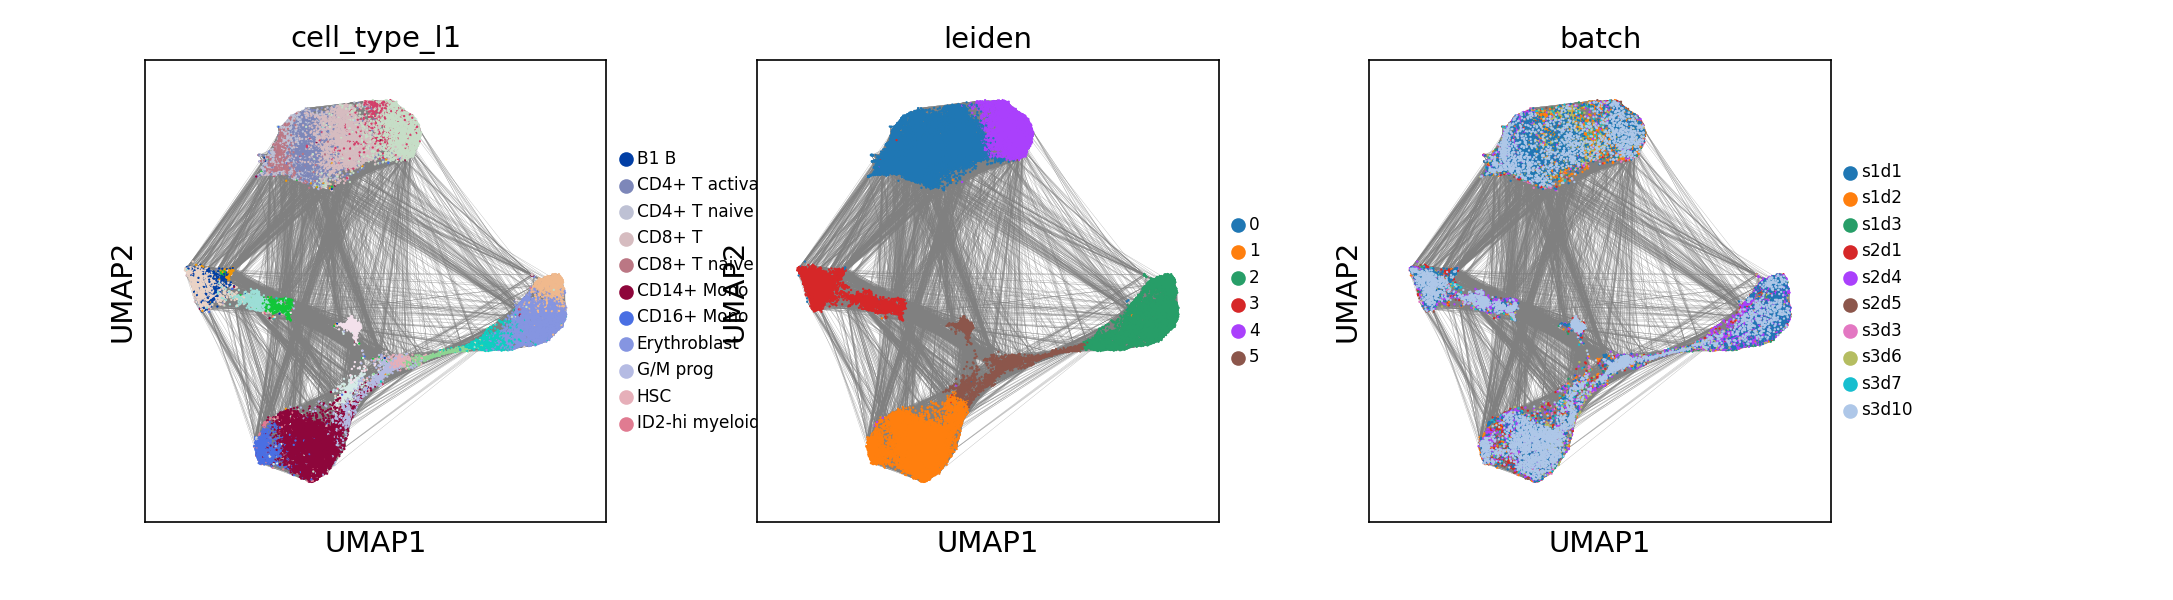 cell_type_l1
UMAP2
UMAP1
B1 B
CD4+ T activa
CD4+ T naive
CD8+ T
CD8+ T naive
CD14+ Mono
CD16+ Mono
Erythroblast
G/M prog
HSC
ID2-hi myeloid
leiden
UMAP2
UMAP1
0
1
2
3
4
5
batch
UMAP2
UMAP1
s1d1
s1d2
s1d3
s2d1
s2d4
s2d5
s3d3
s3d6
s3d7
s3d10